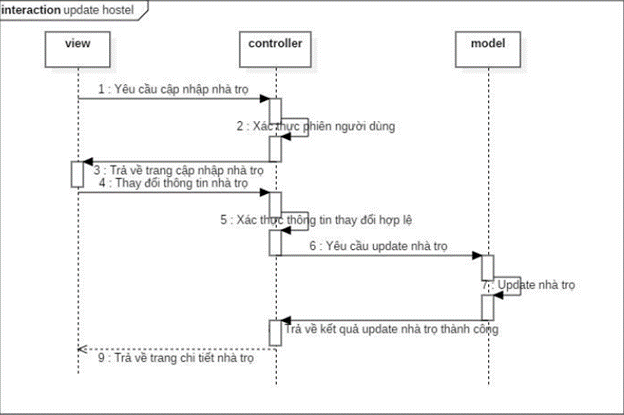 interaction update hostel
view
controller
model
1 : Yêu cầu cập nhập nhà trọ
2 : Xác thực phiên người dùng
3 : Trả về trang cập nhập nhà trọ
4 : Thay đổi thông tin nhà trọ
5 : Xác thực thông tin thay đổi hợp lệ
6 : Yêu cầu update nhà trọ
7 : Update nhà trọ
Trả về kết quả update nhà trọ thành công
9 : Trả về trang chi tiết nhà trọ